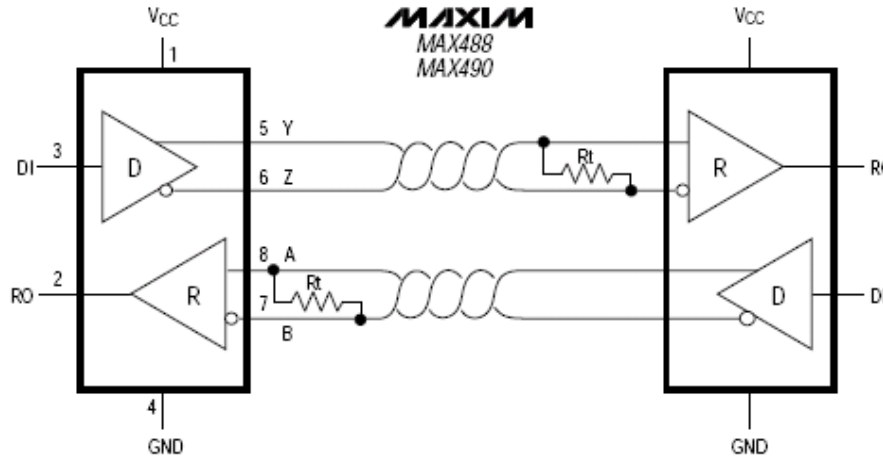 VCC MAXIM VCC
MAX488
MAX490
1
5 Y
DI 3 D Rt R
6 Z
8 A
RO 2 R Rt D
7
B
4
GND GND